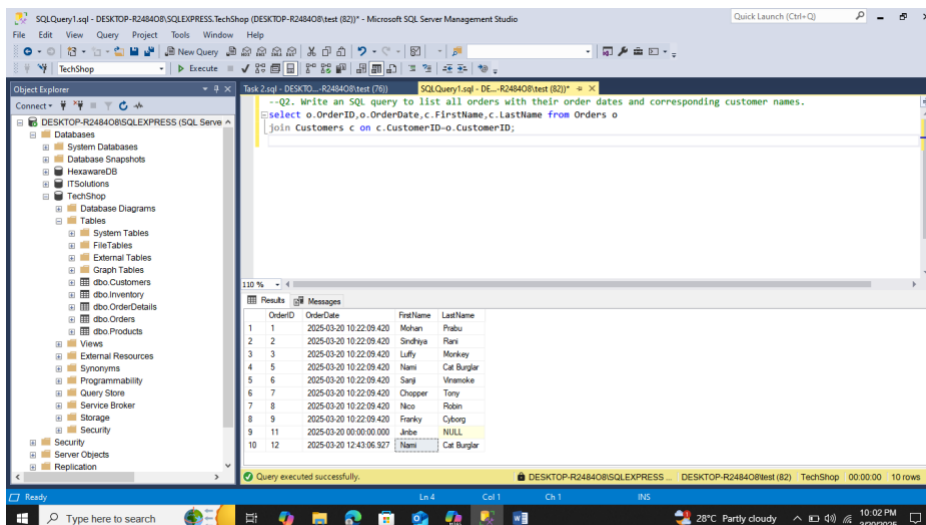 SQLQuery1.sql - DESKTOP-R2484O8\SQLEXPRESS.TechShop (DESKTOP-R2484O8\test (82))* - Microsoft SQL Server Management Studio
Quick Launch (Ctrl+Q)
File Edit View Query Project Tools Window Help
New Query
TechShop Execute
Object Explorer
Task 2.sql - DESKTO...-R2484O8\test (76)) SQLQuery1.sql - DE...-R2484O8\test (82))*
Connect
DESKTOP-R2484O8\SQLEXPRESS (SQL Serve
Databases
System Databases
Database Snapshots
HexawareDB
ITSolutions
TechShop
Database Diagrams
Tables
System Tables
FileTables
External Tables
Graph Tables
dbo.Customers
dbo.Inventory
dbo.OrderDetails
dbo.Orders
dbo.Products
Views
External Resources
Synonyms
Programmability
Query Store
Service Broker
Storage
Security
Security
Server Objects
Replication
--Q2. Write an SQL query to list all orders with their order dates and corresponding customer names.
select o.OrderID,o.OrderDate,c.FirstName,c.LastName from Orders o
join Customers c on c.CustomerID=o.CustomerID;
110 %
Results Messages
OrderID OrderDate FirstName LastName
1 1 2025-03-20 10:22:09.420 Mohan Prabu
2 2 2025-03-20 10:22:09.420 Sindhiya Rani
3 3 2025-03-20 10:22:09.420 Luffy Monkey
4 5 2025-03-20 10:22:09.420 Nami Cat Burglar
5 6 2025-03-20 10:22:09.420 Sanji Vinsmoke
6 7 2025-03-20 10:22:09.420 Chopper Tony
7 8 2025-03-20 10:22:09.420 Nico Robin
8 9 2025-03-20 10:22:09.420 Franky Cyborg
9 11 2025-03-20 00:00:00.000 Jinbe NULL
10 12 2025-03-20 12:43:06.927 Nami Cat Burglar
Query executed successfully. DESKTOP-R2484O8\SQLEXPRESS ... DESKTOP-R2484O8\test (82) TechShop 00:00:00 10 rows
Ready Ln 4 Col 1 Ch 1 INS
Type here to search
28°C Partly cloudy
10:02 PM